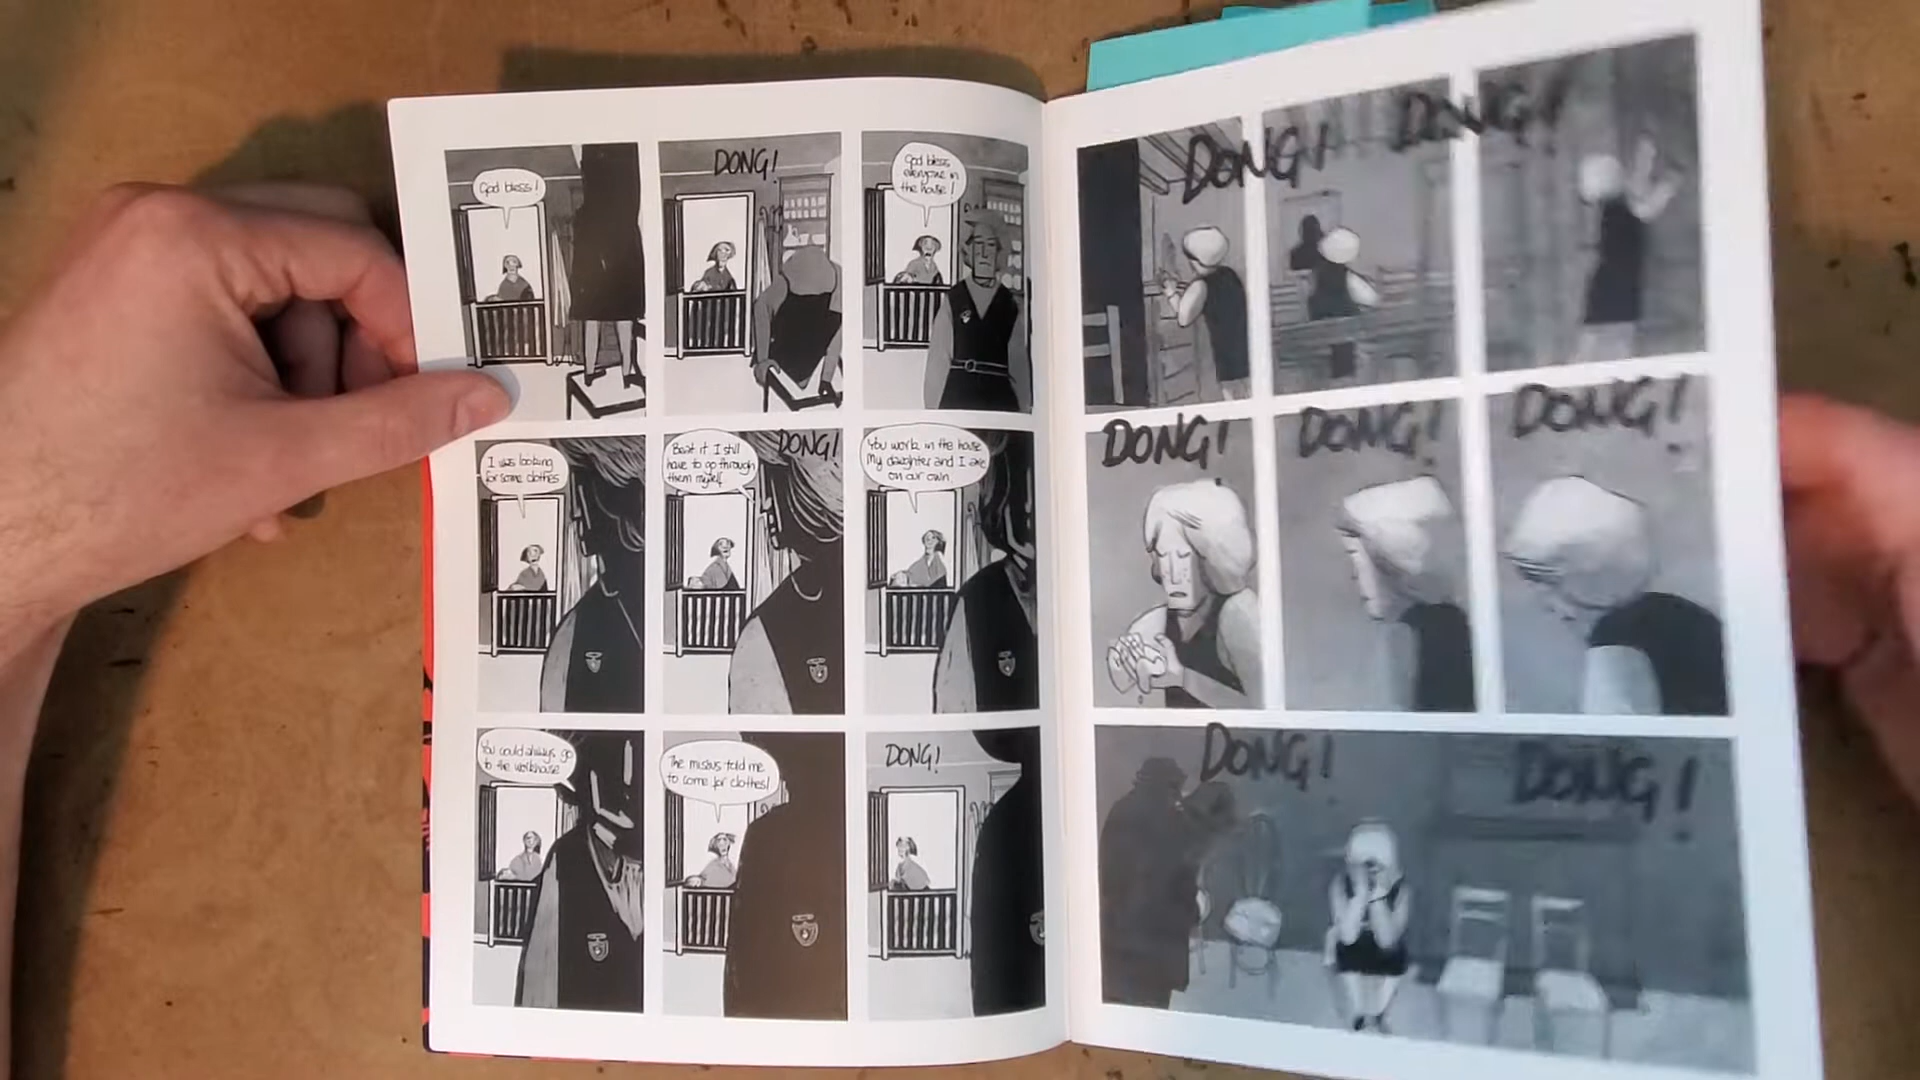 God bless!
DONG!
God bless
everyone in
the house!
I was looking
for some clothes
Beat it. I still
have to go through
them myself.
DONG!
You work in the house.
My daughter and I are
on our own.
You could always go
to the workhouse
The missus told me
to come for clothes!
DONG!
DONG!
DONG!
DONG!
DONG!
DONG!
DONG!
DONG!